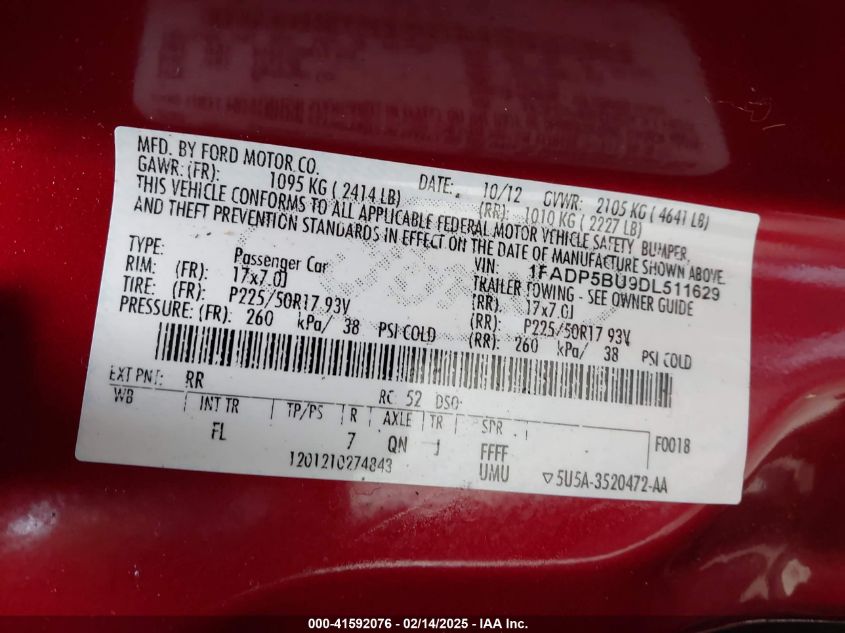 MFD. BY FORD MOTOR CO.
DATE: 10/12 GVWR: 2105 KG ( 4641 LB)
GAWR: (FR): 1095 KG ( 2414 LB) (RR): 1010 KG ( 2227 LB)
THIS VEHICLE CONFORMS TO ALL APPLICABLE FEDERAL MOTOR VEHICLE SAFETY, BUMPER,
AND THEFT PREVENTION STANDARDS IN EFFECT ON THE DATE OF MANUFACTURE SHOWN ABOVE.
VIN: 1FADP5BU9DL511629
TYPE: Passenger Car TRAILER TOWING - SEE OWNER GUIDE
RIM: (FR): 17x7.0J (RR): 17x7.0J
TIRE: (FR): P225/50R17 93V (RR): P225/50R17 93V
PRESSURE: (FR): 260 kPa/ 38 PSI COLD (RR): 260 kPa/ 38 PSI COLD
EXT PNT: RR RC: 52 DSO:
WB INT TR TP/PS R AXLE TR SPR F0018
FL 7 QN J FFFF
1201210274843 UMU ▽5U5A-3520472-AA
000-41592076 - 02/14/2025 - IAA Inc.